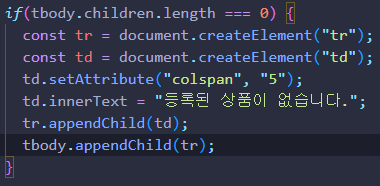 if(tbody.children.length === 0) {
  const tr = document.createElement("tr");
  const td = document.createElement("td");
  td.setAttribute("colspan", "5");
  td.innerText = "등록된 상품이 없습니다.";
  tr.appendChild(td);
  tbody.appendChild(tr);
}